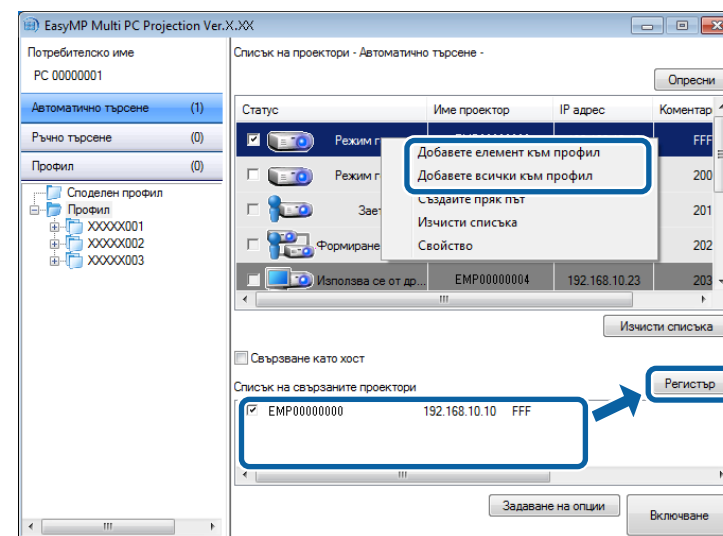 EasyMP Multi PC Projection Ver.X.XX
Потребителско име
PC 00000001
Списък на проектори - Автоматично търсене -
Опресни
Автоматично търсене (1)
Ръчно търсене (0)
Профил (0)
Споделен профил
Профил
XXXXX001
XXXXX002
XXXXX003
Статус Име проектор IP адрес Коментар
Режим г FFF
Режим г 200
Зает 201
Формиране 202
Използва се от др... EMP00000004 192.168.10.23 203
Добавете елемент към профил
Добавете всички към профил
Създайте пряк път
Изчисти списъка
Свойство
Изчисти списъка
Свързване като хост
Списък на свързаните проектори
Регистър
EMP00000000 192.168.10.10 FFF
Задаване на опции
Включване